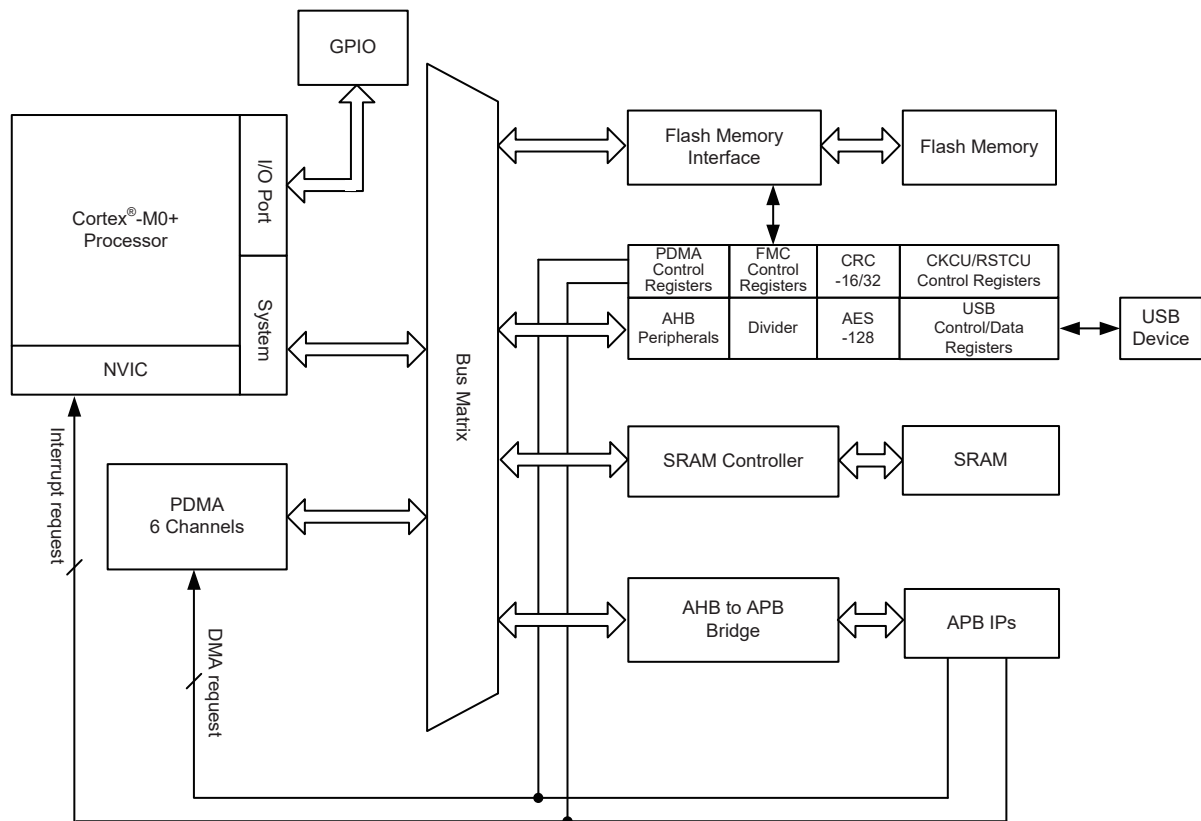 GPIO
Cortex®-M0+
Processor
I/O Port
System
NVIC
Interrupt request
PDMA
6 Channels
DMA request
Bus Matrix
Flash Memory
Interface
Flash Memory
PDMA
Control
Registers
FMC
Control
Registers
CRC
-16/32
CKCU/RSTCU
Control Registers
AHB
Peripherals
Divider
AES
-128
USB
Control/Data
Registers
USB
Device
SRAM Controller
SRAM
AHB to APB
Bridge
APB IPs